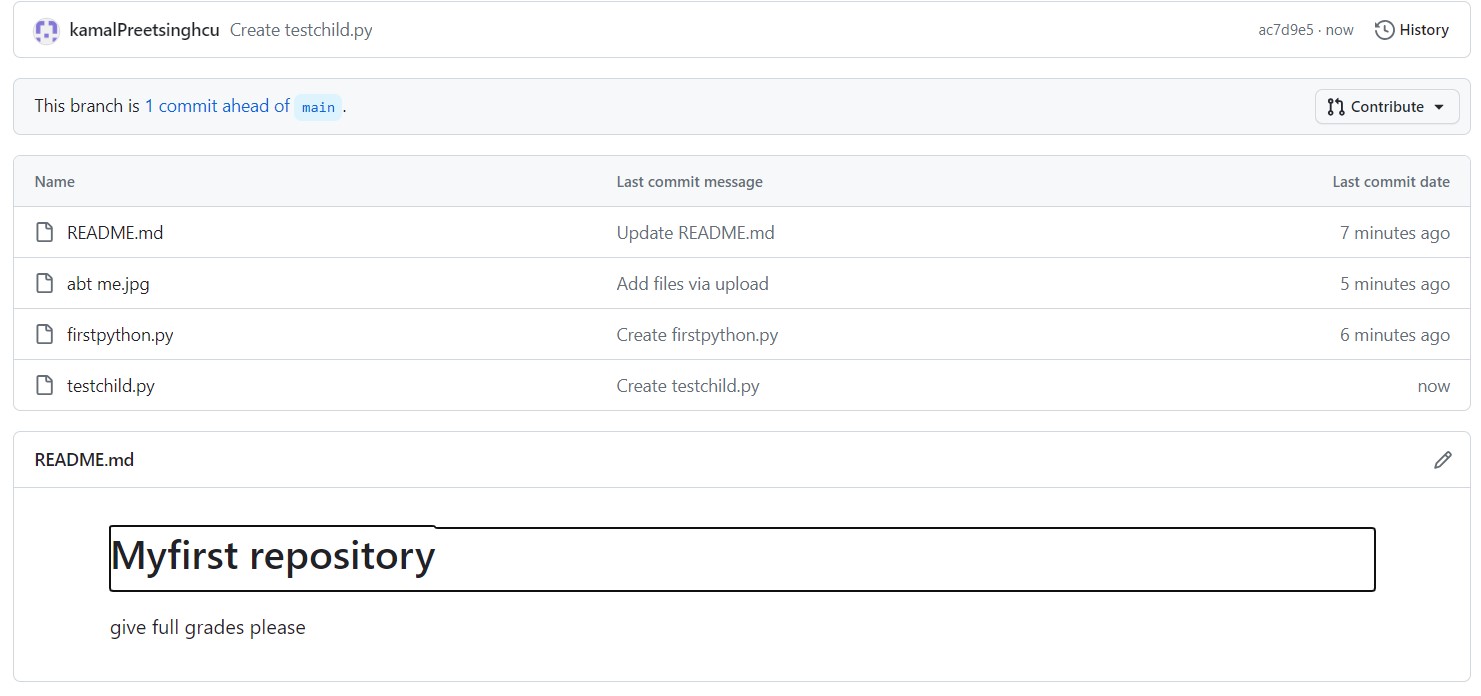 kamalPreetsinghcu Create testchild.py ac7d9e5 · now History
This branch is 1 commit ahead of main .  Contribute
Name Last commit message Last commit date
README.md Update README.md 7 minutes ago
abt me.jpg Add files via upload 5 minutes ago
firstpython.py Create firstpython.py 6 minutes ago
testchild.py Create testchild.py now
README.md
Myfirst repository
give full grades please